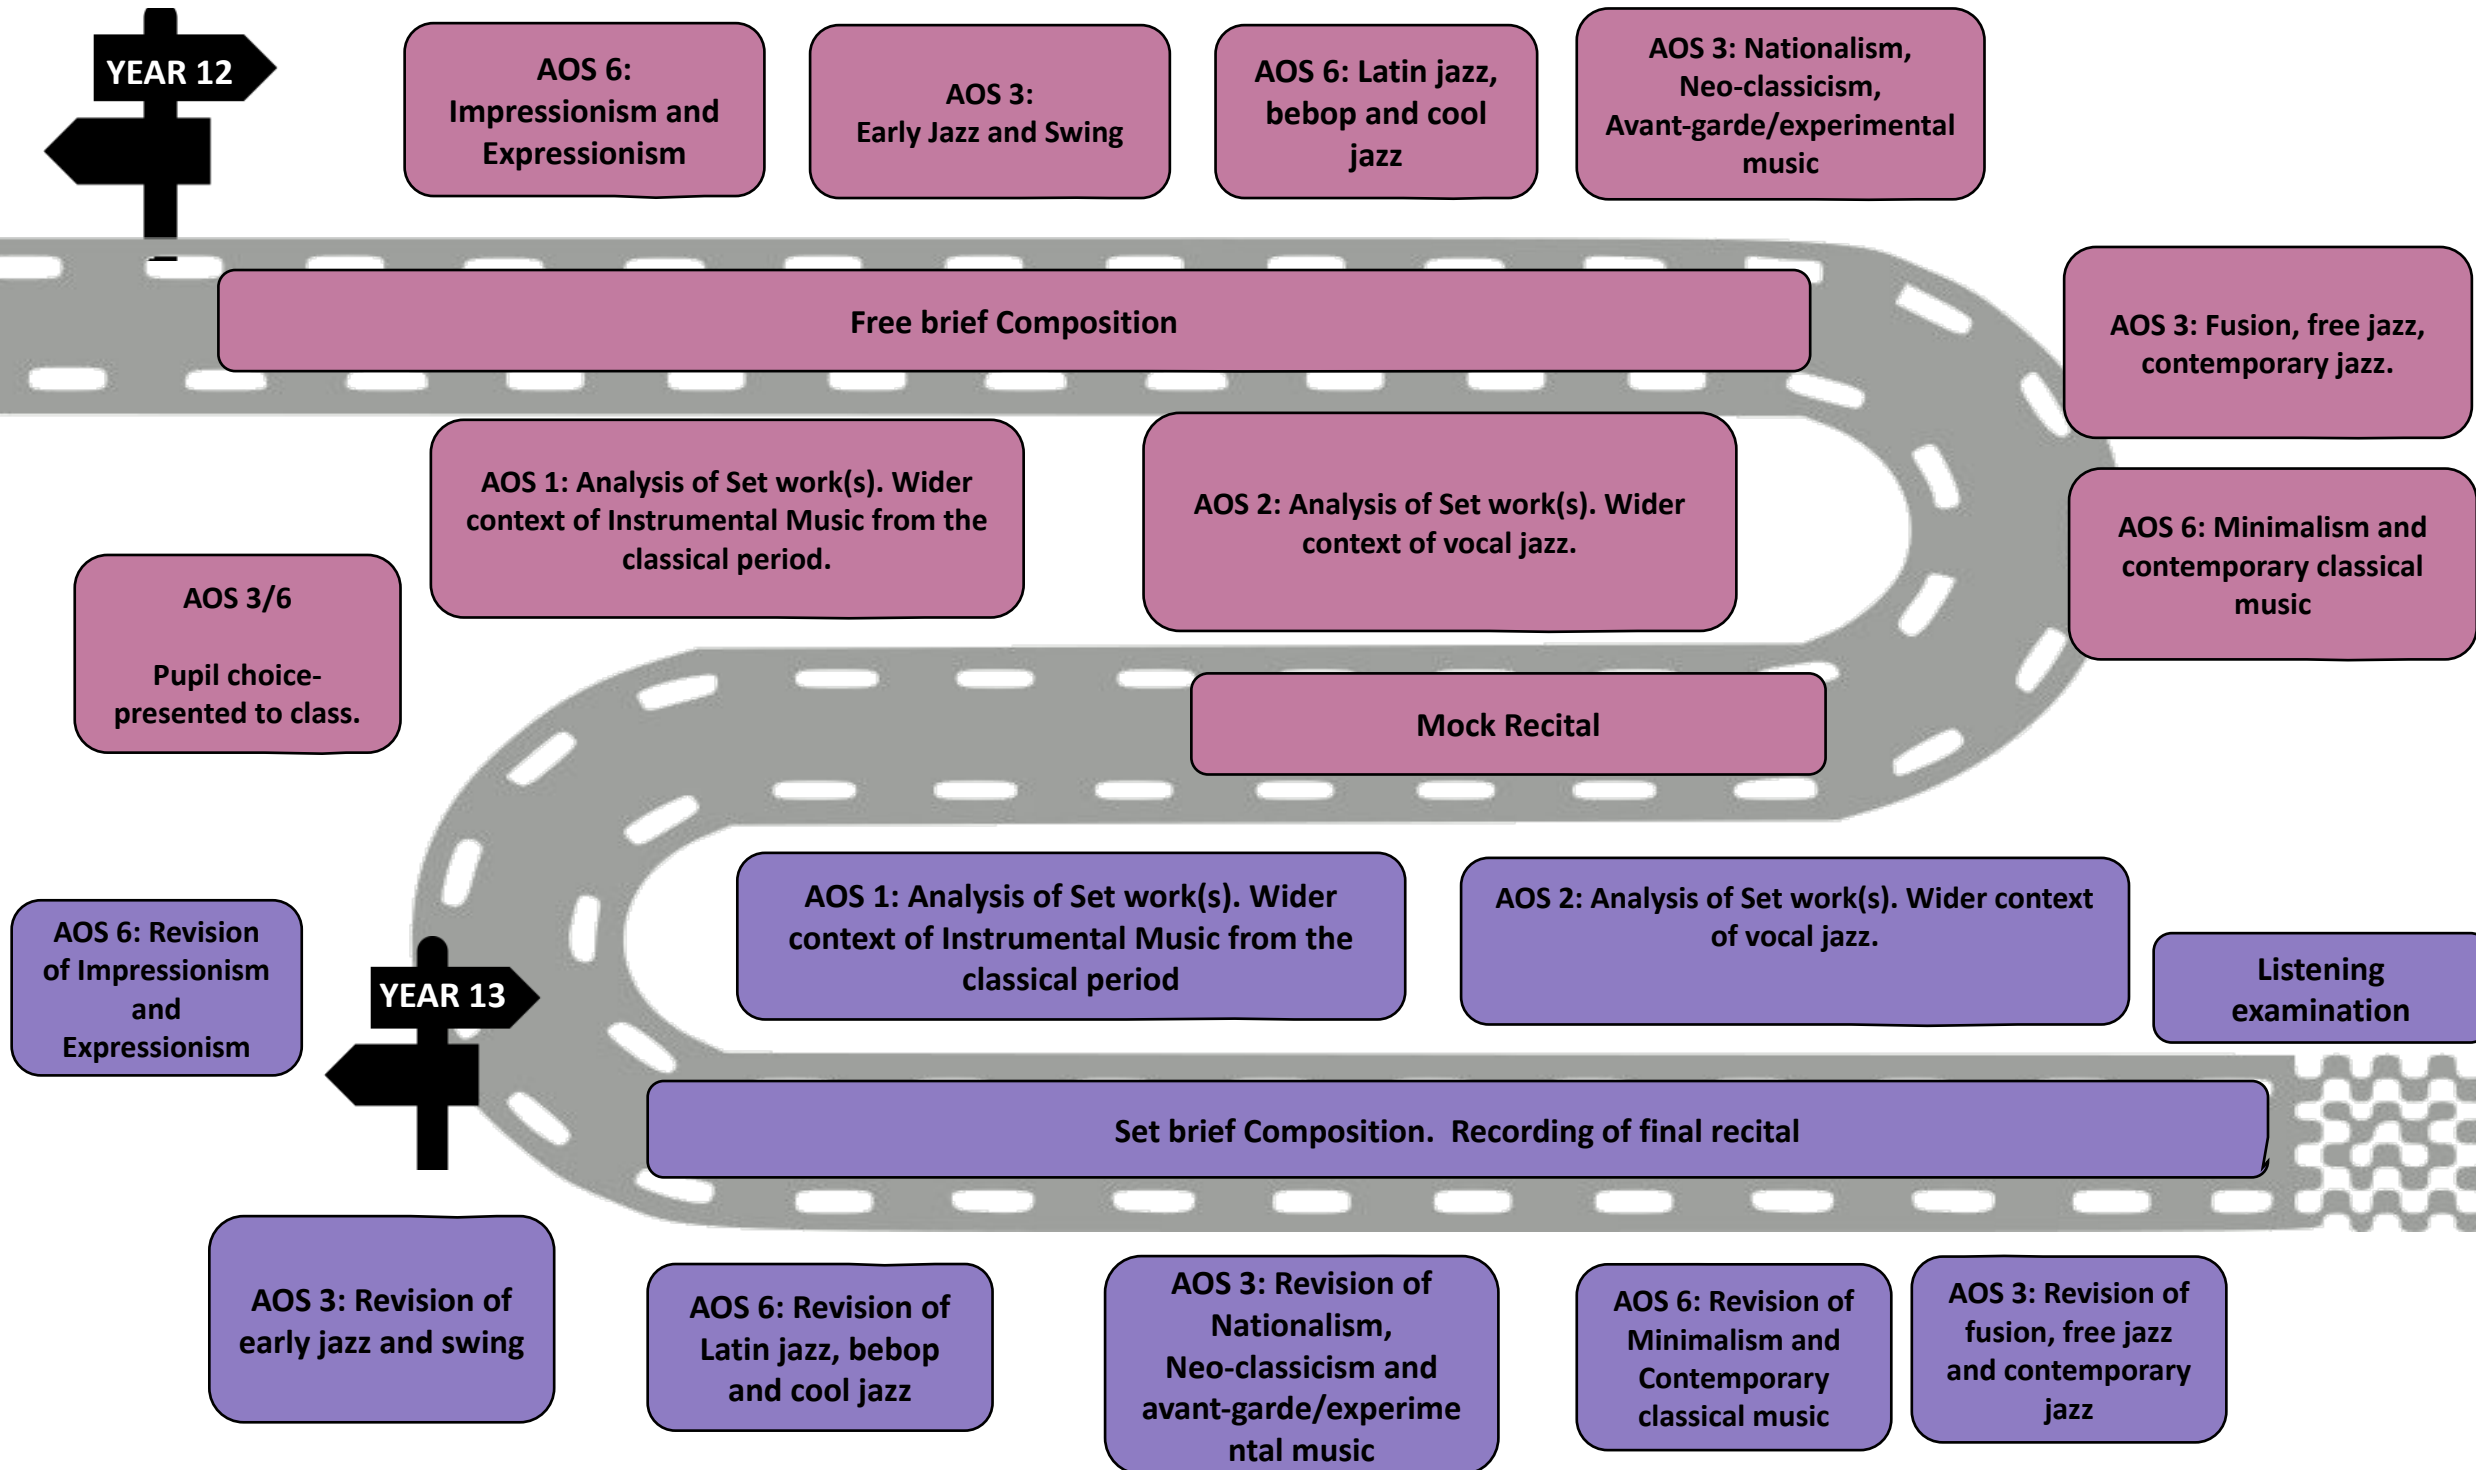 YEAR 12
AOS 6:
Impressionism and
Expressionism
AOS 3:
Early Jazz and Swing
AOS 6: Latin jazz,
bebop and cool
jazz
AOS 3: Nationalism,
Neo-classicism,
Avant-garde/experimental
music
Free brief Composition
AOS 3: Fusion, free jazz,
contemporary jazz.
AOS 1: Analysis of Set work(s). Wider
context of Instrumental Music from the
classical period.
AOS 2: Analysis of Set work(s). Wider
context of vocal jazz.
AOS 6: Minimalism and
contemporary classical
music
AOS 3/6
Pupil choice-
presented to class.
Mock Recital
AOS 6: Revision
of Impressionism
and
Expressionism
YEAR 13
AOS 1: Analysis of Set work(s). Wider
context of Instrumental Music from the
classical period
AOS 2: Analysis of Set work(s). Wider context
of vocal jazz.
Listening
examination
Set brief Composition.  Recording of final recital
AOS 3: Revision of
early jazz and swing
AOS 6: Revision of
Latin jazz, bebop
and cool jazz
AOS 3: Revision of
Nationalism,
Neo-classicism and
avant-garde/experime
ntal music
AOS 6: Revision of
Minimalism and
Contemporary
classical music
AOS 3: Revision of
fusion, free jazz
and contemporary
jazz